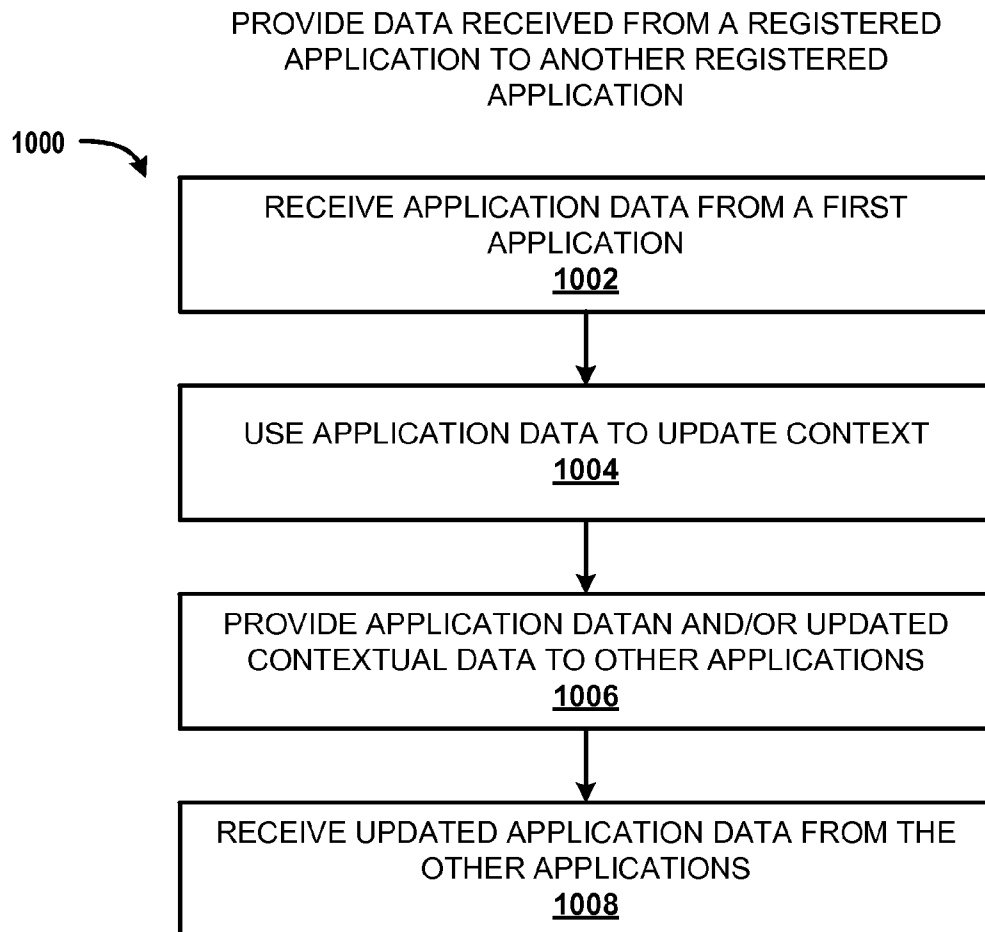 PROVIDE DATA RECEIVED FROM A REGISTERED
APPLICATION TO ANOTHER REGISTERED
APPLICATION
1000
RECEIVE APPLICATION DATA FROM A FIRST
APPLICATION
1002
USE APPLICATION DATA TO UPDATE CONTEXT
1004
PROVIDE APPLICATION DATAN AND/OR UPDATED
CONTEXTUAL DATA TO OTHER APPLICATIONS
1006
RECEIVE UPDATED APPLICATION DATA FROM THE
OTHER APPLICATIONS
1008